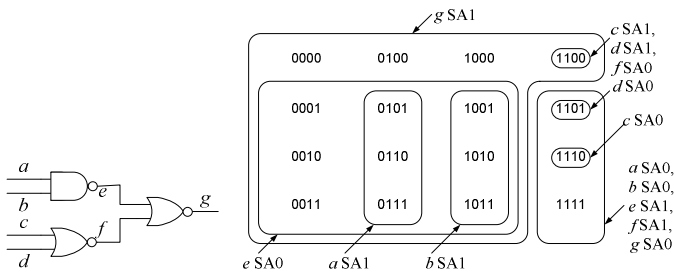 g SA1
c SA1,
d SA1,
f SA0
0000 0100 1000 1100
d SA0
0001 0101 1001 1101
c SA0
0010 0110 1010 1110
a SA0,
b SA0,
e SA1,
f SA1,
g SA0
0011 0111 1011 1111
a
b
e
g
c
f
d
e SA0 a SA1 b SA1